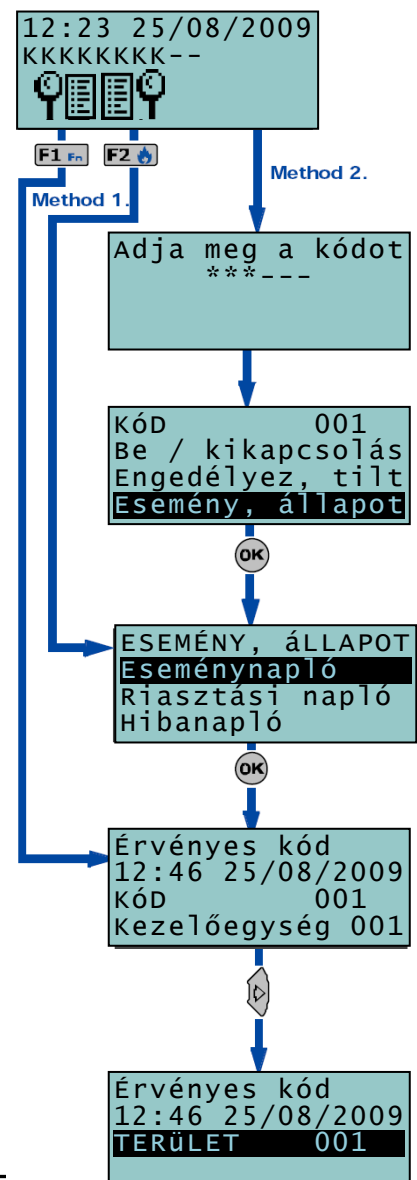 12:23 25/08/2009
KKKKKKKK--
F1 Fn F2
Method 1.
Method 2.
Adja meg a kódot
***---
KóD 001
Be / kikapcsolás
Engedélyez, tilt
Esemény, állapot
OK
ESEMÉNY, áLLAPOT
Eseménynapló
Riasztási napló
Hibanapló
OK
Érvényes kód
12:46 25/08/2009
KóD 001
Kezelőegység 001
Érvényes kód
12:46 25/08/2009
TERüLET 001